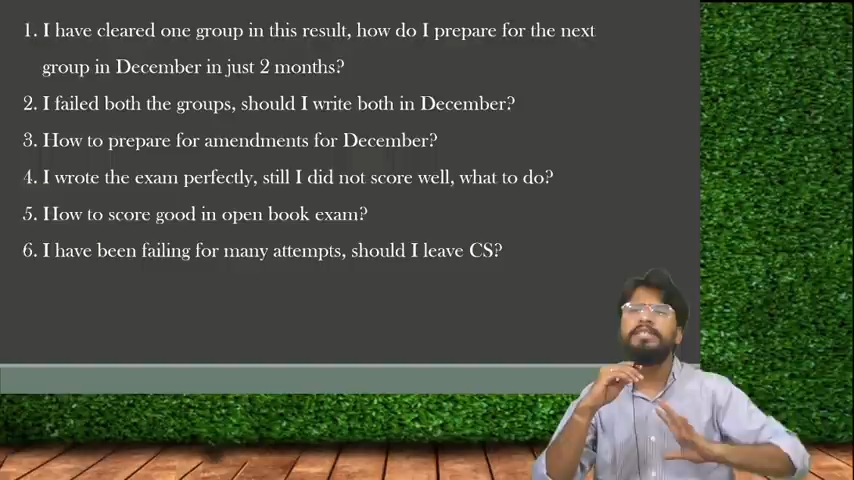 1. I have cleared one group in this result, how do I prepare for the next
group in December in just 2 months?
2. I failed both the groups, should I write both in December?
3. How to prepare for amendments for December?
4. I wrote the exam perfectly, still I did not score well, what to do?
5. How to score good in open book exam?
6. I have been failing for many attempts, should I leave CS?